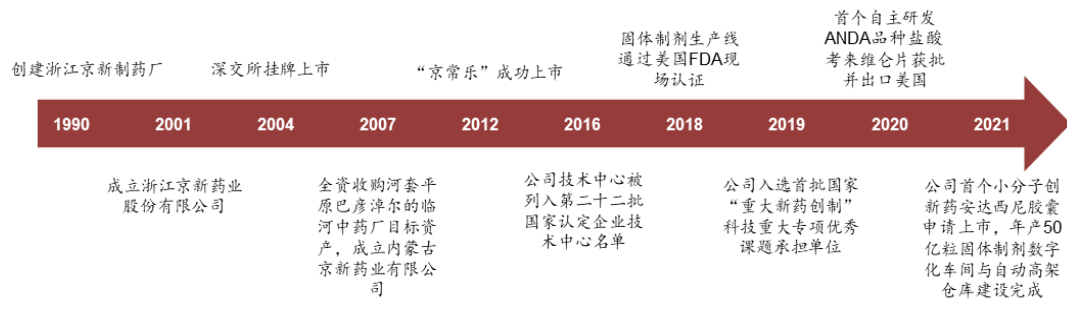 首个自主研发
ANDA品种盐酸
考来维仑片获批
并出口美国
固体制剂生产线
通过美国FDA现
场认证
创建浙江京新制药厂
深交所挂牌上市
“京常乐”成功上市
1990
2001
2004
2007
2012
2016
2018
2019
2020
2021
成立浙江京新药业
股份有限公司
全资收购河套平
原巴彦淖尔的临
河中药厂目标资
产，成立内蒙古
京新药业有限公
司
公司技术中心被
列入第二十二批
国家认定企业技
术中心名单
公司入选首批国家
“重大新药创制”
科技重大专项优秀
课题承担单位
公司首个小分子创
新药安达西尼胶囊
申请上市，年产50
亿粒固体制剂数字
化车间与自动高架
仓库建设完成